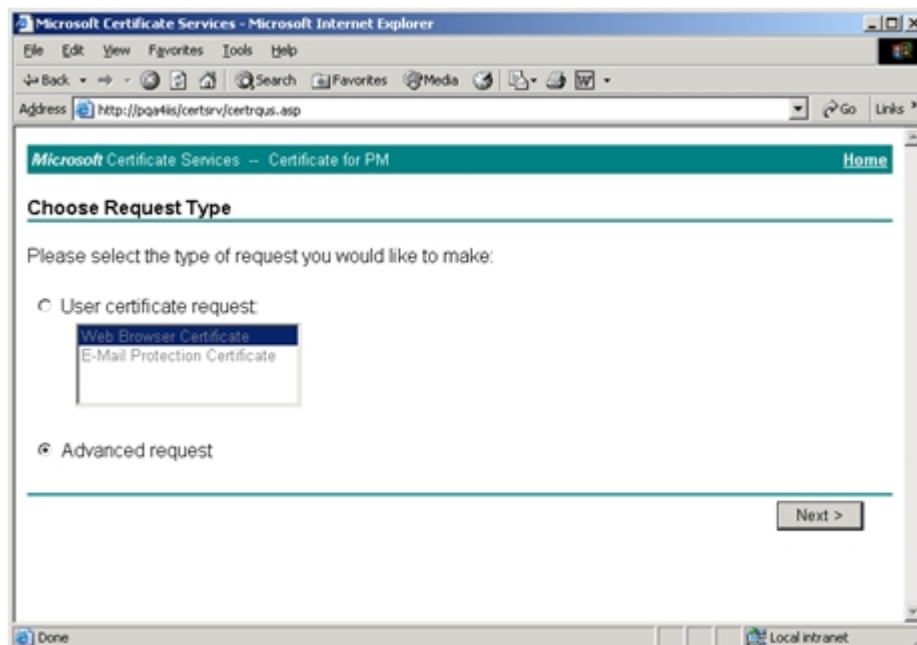 Microsoft Certificate Services - Microsoft Internet Explorer
File Edit View Favorites Tools Help
Back Search Favorites Media
Address http://pqa4iis/certsrv/certrqus.asp Go Links »
Microsoft Certificate Services -- Certificate for PM Home
Choose Request Type
Please select the type of request you would like to make:
User certificate request:
Web Browser Certificate
E-Mail Protection Certificate
Advanced request
Next >
Done Local intranet